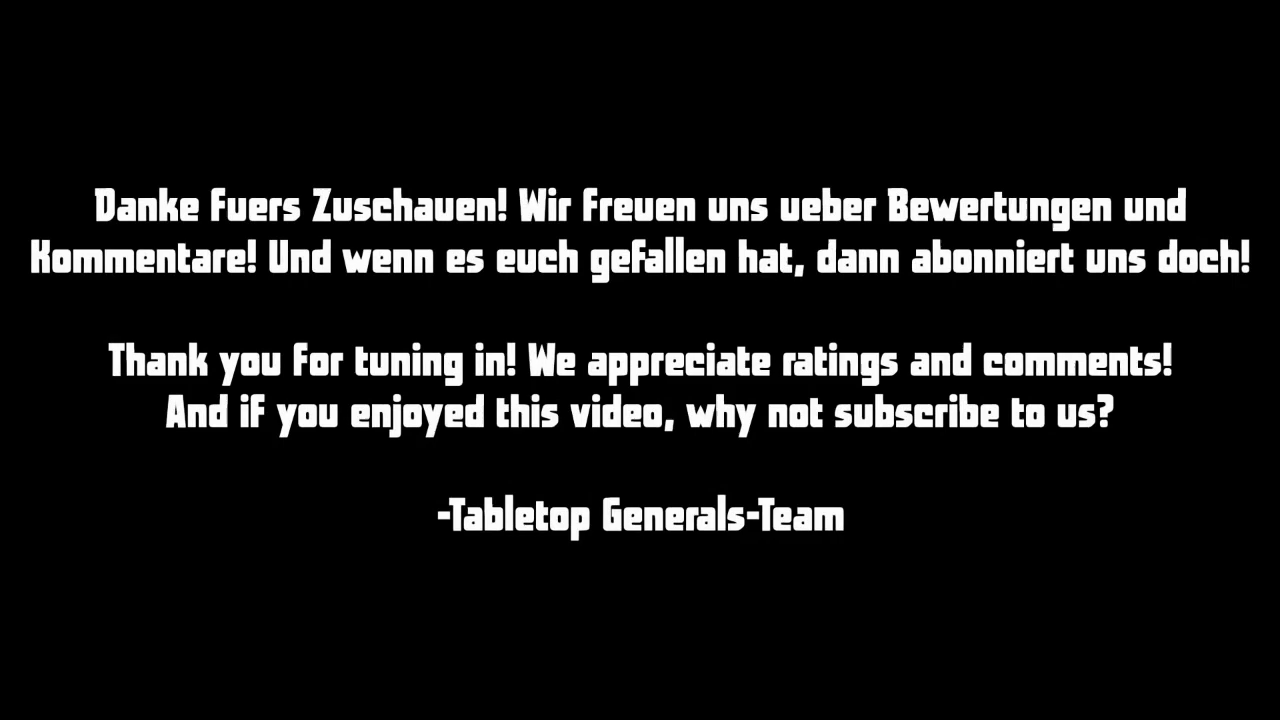 Danke Fuers Zuschauen! Wir Freuen uns ueber Bewertungen und
Kommentare! Und wenn es euch gefallen hat, dann abonniert uns doch!
Thank you For tuning in! We appreciate ratings and comments!
And if you enjoyed this video, why not subscribe to us?
-Tabletop Generals-Team